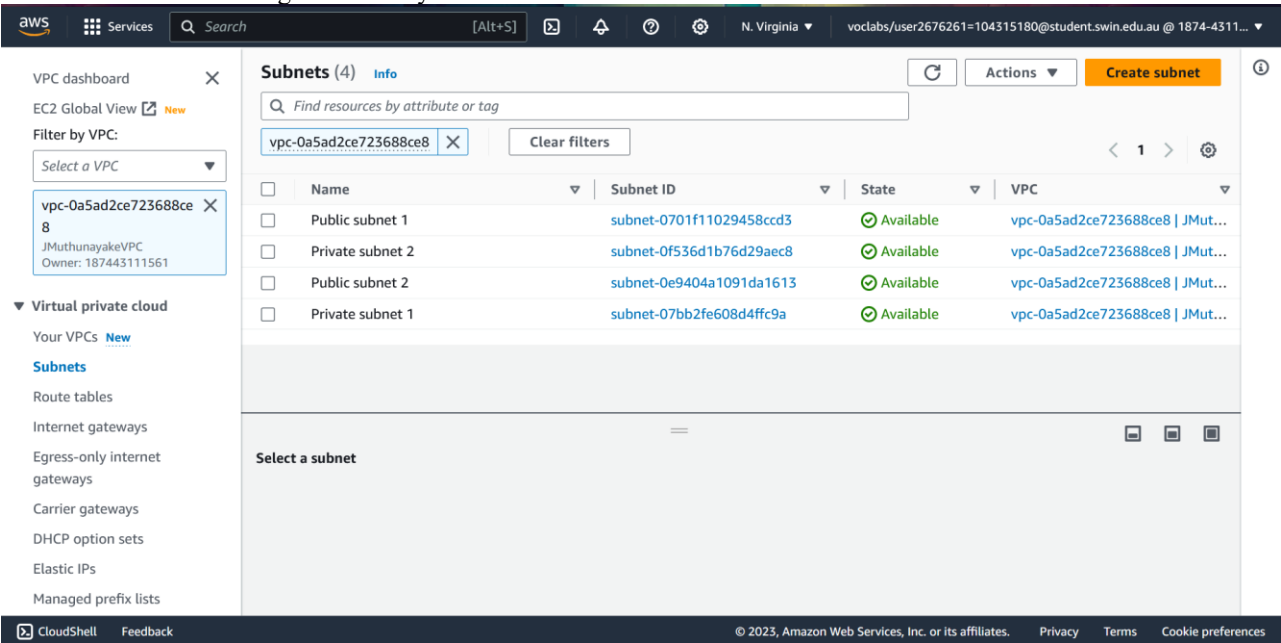 aws Services Search [Alt+S] N. Virginia ▼ voclabs/user2676261=104315180@student.swin.edu.au @ 1874-4311... ▼
VPC dashboard
EC2 Global View New
Filter by VPC:
Select a VPC
vpc-0a5ad2ce723688ce
8
JMuthunayakeVPC
Owner: 187443111561
Virtual private cloud
Your VPCs New
Subnets
Route tables
Internet gateways
Egress-only internet
gateways
Carrier gateways
DHCP option sets
Elastic IPs
Managed prefix lists
Subnets (4) Info Actions Create subnet
Find resources by attribute or tag
vpc-0a5ad2ce723688ce8 Clear filters
1
Name Subnet ID State VPC
Public subnet 1 subnet-0701f11029458ccd3 Available vpc-0a5ad2ce723688ce8 | JMut...
Private subnet 2 subnet-0f536d1b76d29aec8 Available vpc-0a5ad2ce723688ce8 | JMut...
Public subnet 2 subnet-0e9404a1091da1613 Available vpc-0a5ad2ce723688ce8 | JMut...
Private subnet 1 subnet-07bb2fe608d4ffc9a Available vpc-0a5ad2ce723688ce8 | JMut...
Select a subnet
CloudShell Feedback © 2023, Amazon Web Services, Inc. or its affiliates. Privacy Terms Cookie preferences